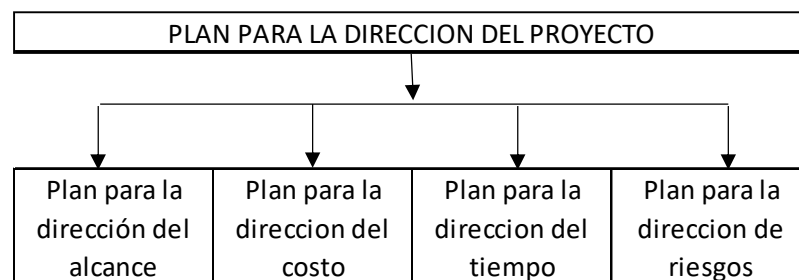 PLAN PARA LA DIRECCION DEL PROYECTO
Plan para la
dirección del
alcance
Plan para la
direccion del
costo
Plan para la
direccion del
tiempo
Plan para la
direccion de
riesgos